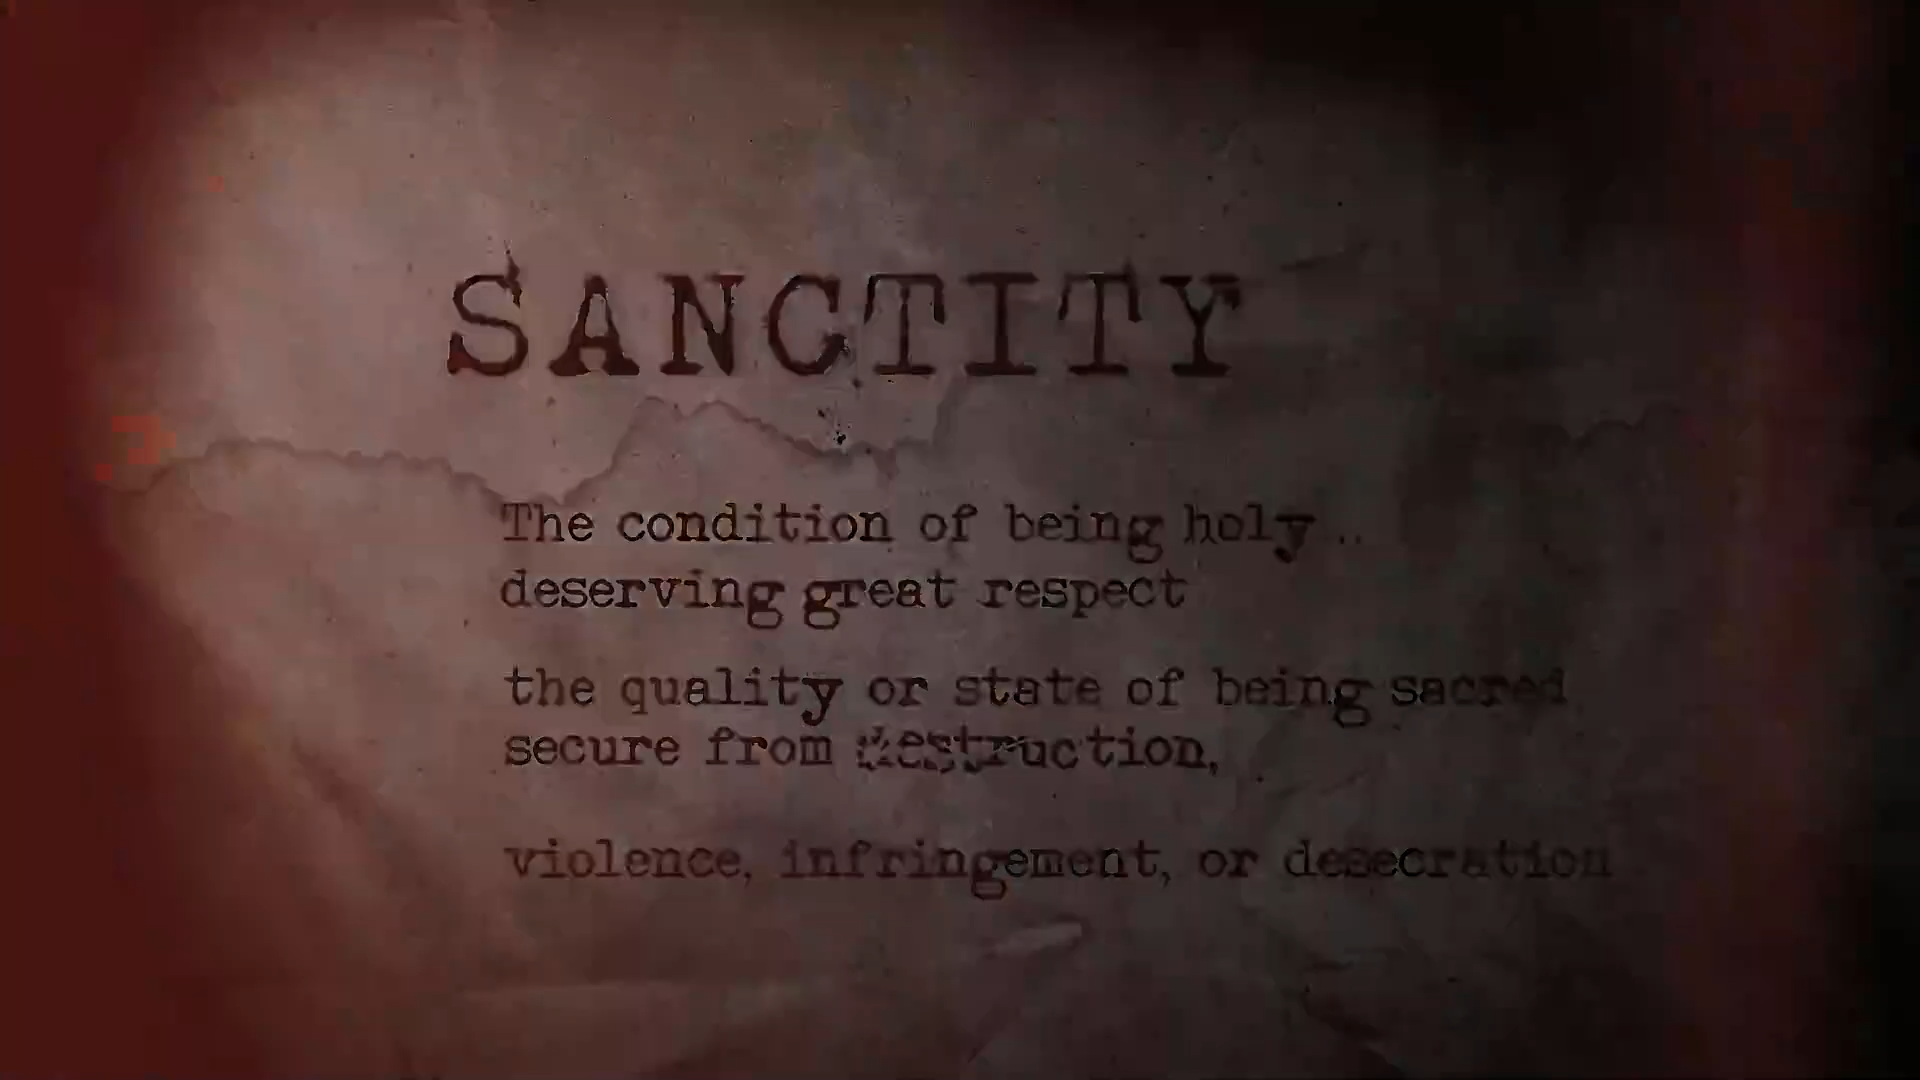 SANCTITY
The condition of being holy..
deserving great respect
the quality or state of being sacred
secure from destruction,
violence, infringement, or desecration